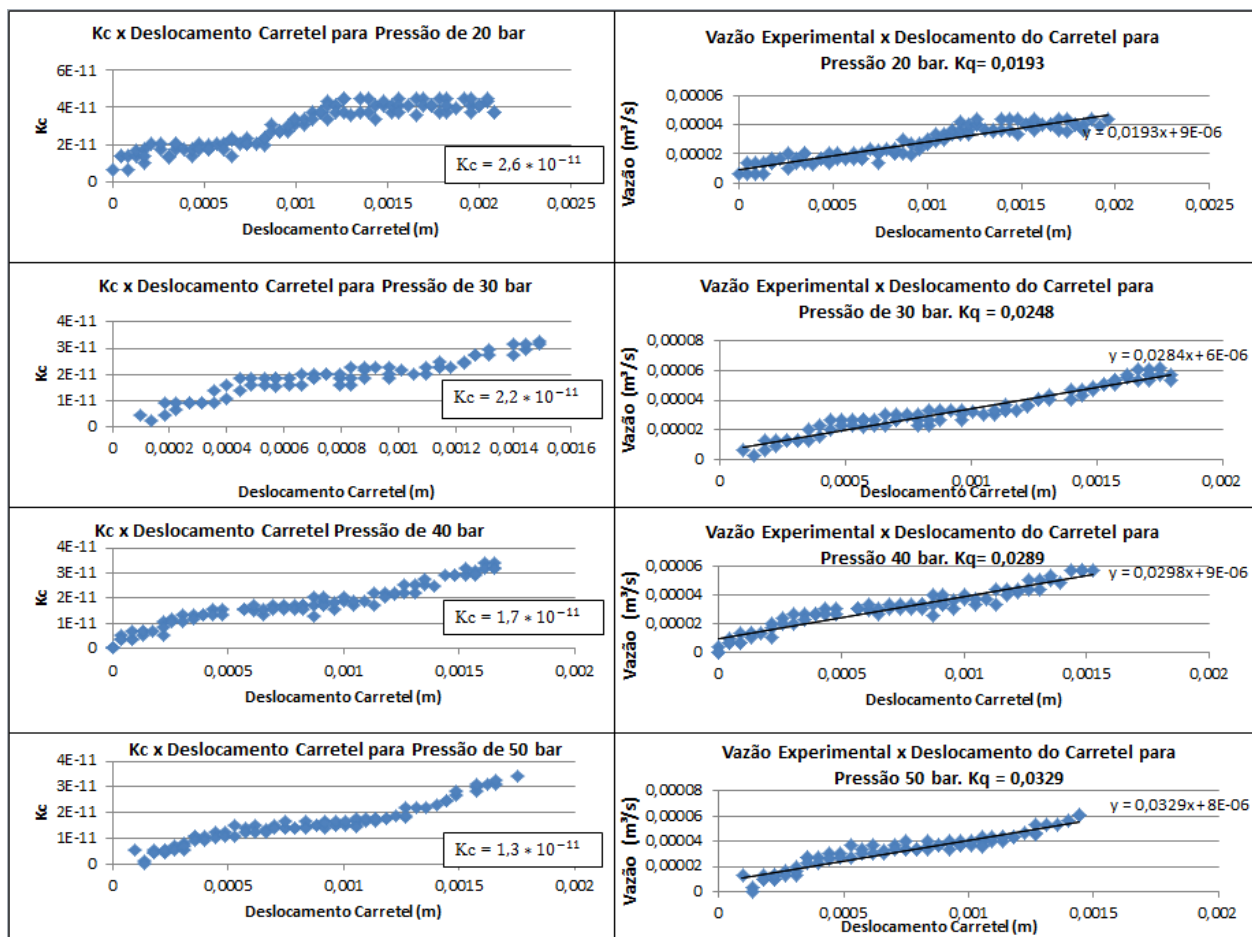 Kc x Deslocamento Carretel para Pressão de 20 bar
6E-11
4E-11
2E-11
0
Kc
Kc = 2,6 * 10⁻¹¹
0 0,0005 0,001 0,0015 0,002 0,0025
Deslocamento Carretel (m)
Vazão Experimental x Deslocamento do Carretel para
Pressão 20 bar. Kq= 0,0193
0,00006
0,00004
0,00002
0
Vazão (m³/s)
y = 0,0193x+9E-06
0 0,0005 0,001 0,0015 0,002 0,0025
Deslocamento Carretel (m)
Kc x Deslocamento Carretel para Pressão de 30 bar
4E-11
3E-11
2E-11
1E-11
0
Kc
Kc = 2,2 * 10⁻¹¹
0 0,0002 0,0004 0,0006 0,0008 0,001 0,0012 0,0014 0,0016
Deslocamento Carretel (m)
Vazão Experimental x Deslocamento do Carretel para
Pressão de 30 bar. Kq = 0,0248
0,00008
0,00006
0,00004
0,00002
0
Vazão (m³/s)
y = 0,0284x+6E-06
0 0,0005 0,001 0,0015 0,002
Deslocamento Carretel (m)
Kc x Deslocamento Carretel Pressão de 40 bar
4E-11
3E-11
2E-11
1E-11
0
Kc
Kc = 1,7 * 10⁻¹¹
0 0,0005 0,001 0,0015 0,002
Deslocamento Carretel (m)
Vazão Experimental x Deslocamento do Carretel para
Pressão 40 bar. Kq= 0,0289
0,00006
0,00004
0,00002
0
Vazão (m³/s)
y = 0,0298x+9E-06
0 0,0005 0,001 0,0015 0,002
Deslocamento Carretel (m)
Kc x Deslocamento Carretel para Pressão de 50 bar
4E-11
3E-11
2E-11
1E-11
0
Kc
Kc = 1,3 * 10⁻¹¹
0 0,0005 0,001 0,0015 0,002
Deslocamento Carretel (m)
Vazão Experimental x Deslocamento do Carretel para
Pressão 50 bar. Kq = 0,0329
0,00008
0,00006
0,00004
0,00002
0
Vazão (m³/s)
y = 0,0329x+8E-06
0 0,0005 0,001 0,0015 0,002
Deslocamento Carretel (m)